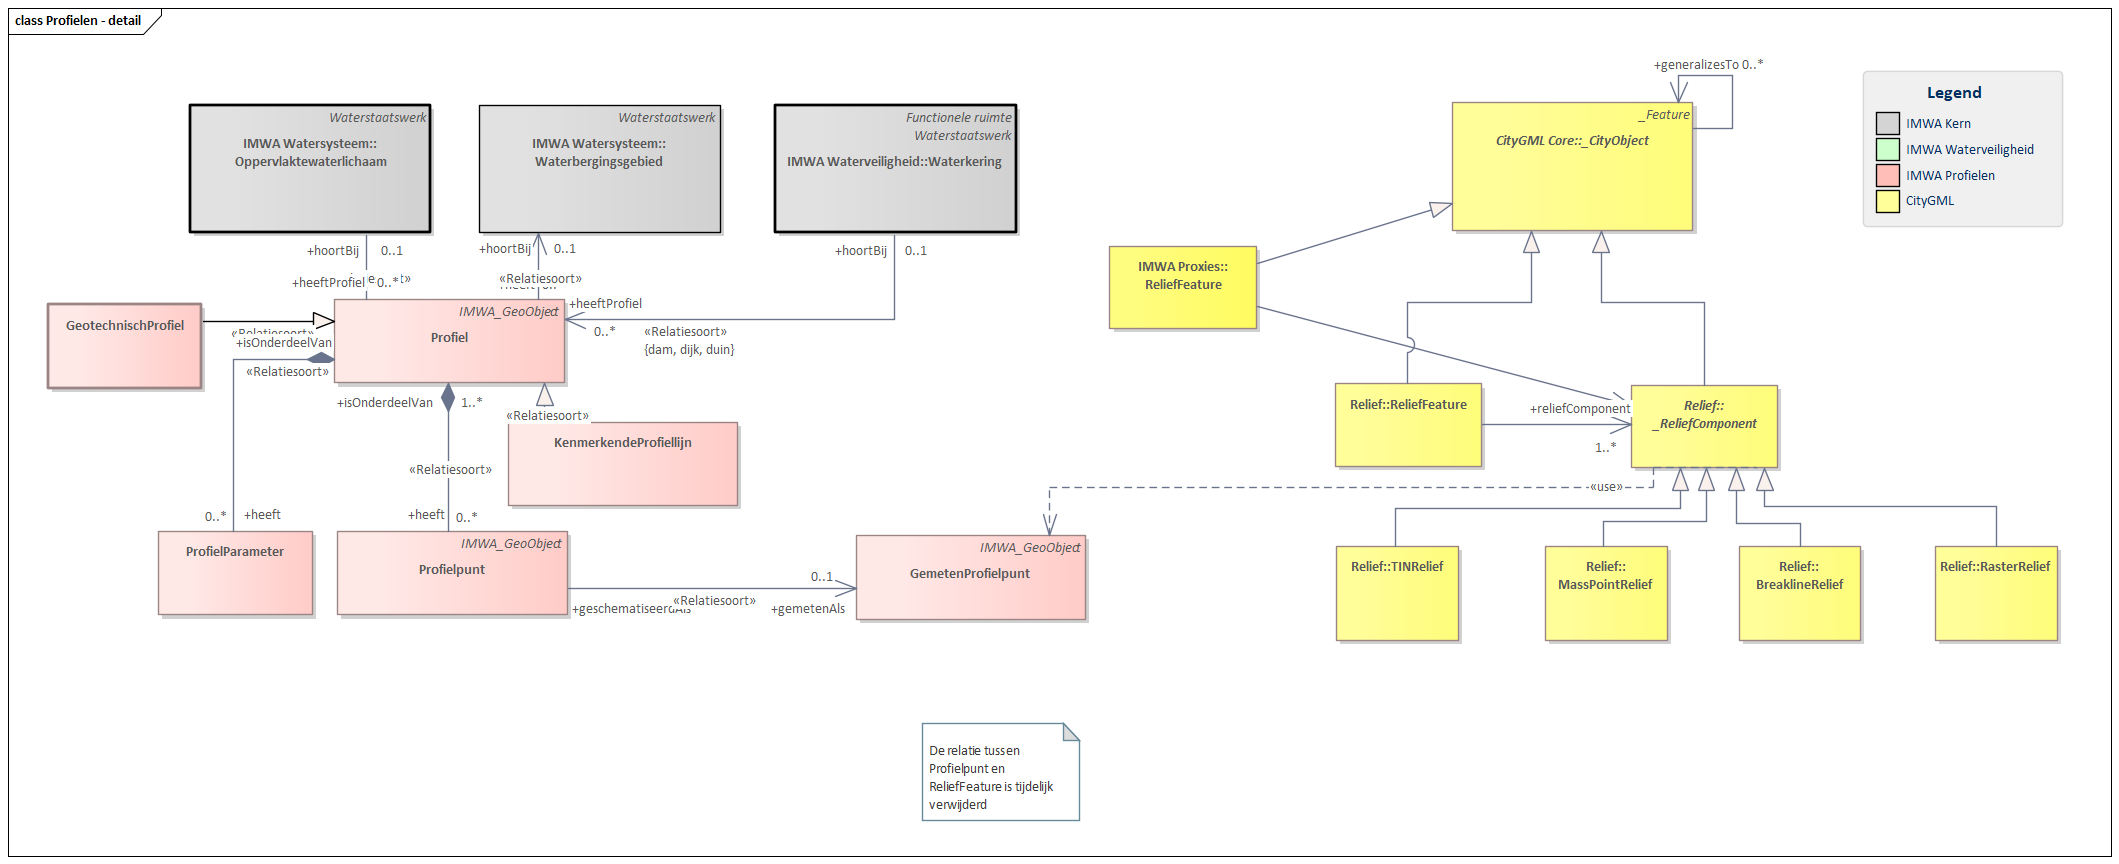 class Profielen - detail
+generalizesTo 0..*
Legend
IMWA Kern
IMWA Waterveiligheid
IMWA Profielen
CityGML
Waterstaatswerk
IMWA Watersysteem::
Oppervlaktewaterlichaam
Waterstaatswerk
IMWA Watersysteem::
Waterbergingsgebied
Functionele ruimte
Waterstaatswerk
IMWA Waterveiligheid::Waterkering
_Feature
CityGML Core::_CityObject
+hoortBij 0..1
+hoortBij 0..1
+hoortBij 0..1
+heeftProfiel 0..*
«Relatiesoort»
IMWA Proxies::
ReliefFeature
GeotechnischProfiel
IMWA_GeoObject
Profiel
+heeftProfiel
0..*
«Relatiesoort»
{dam, dijk, duin}
«Relatiesoort»
+isOnderdeelVan
«Relatiesoort»
+isOnderdeelVan 1..*
«Relatiesoort»
KenmerkendeProfiellijn
«Relatiesoort»
Relief::ReliefFeature
+reliefComponent
1..*
Relief::
_ReliefComponent
«use»
0..* +heeft
+heeft 0..*
ProfielParameter
IMWA_GeoObject
Profielpunt
0..1
+geschematiseerdAls
«Relatiesoort»
+gemetenAls
IMWA_GeoObject
GemetenProfielpunt
Relief::TINRelief
Relief::
MassPointRelief
Relief::
BreaklineRelief
Relief::RasterRelief
De relatie tussen
Profielpunt en
ReliefFeature is tijdelijk
verwijderd